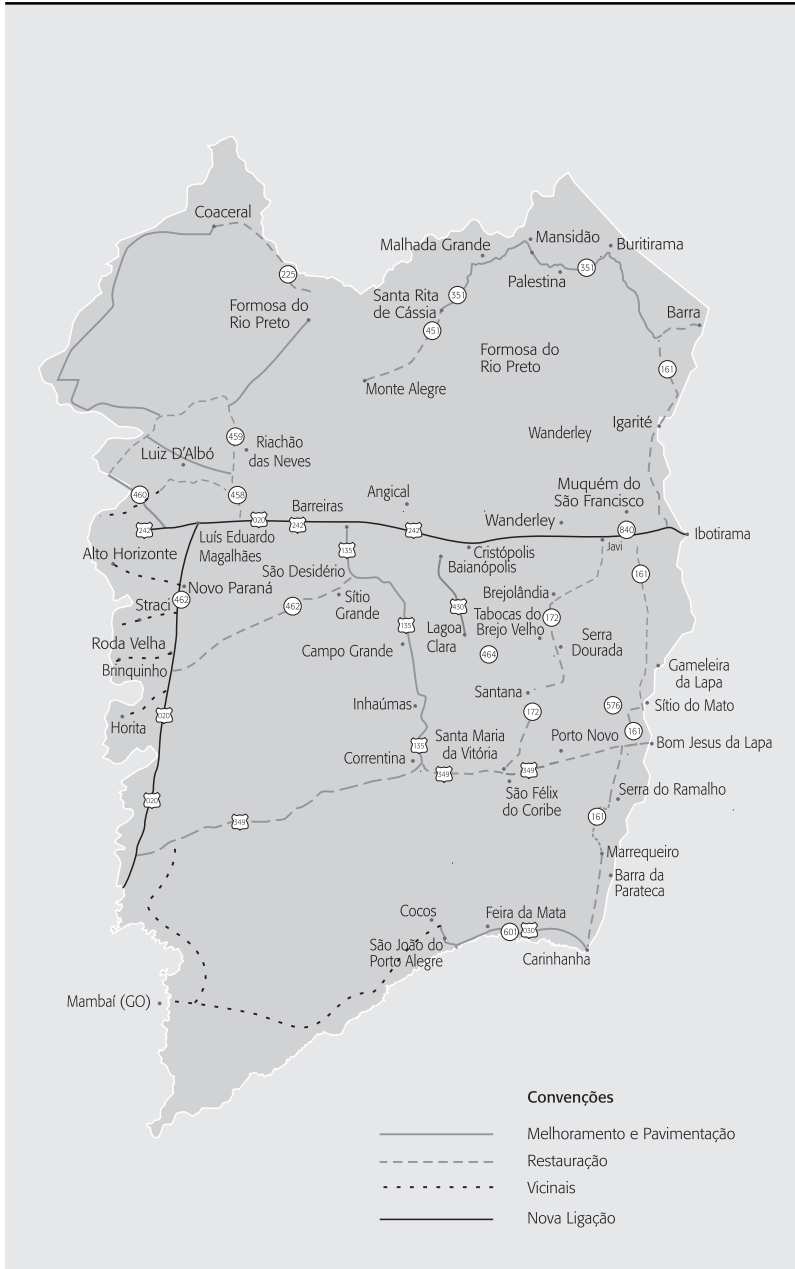 Coaceral
225
Malhada Grande
Mansidão
Buritirama
Palestina
351
351
Santa Rita
de Cássia
Formosa do
Rio Preto
Barra
451
Formosa do
Rio Preto
161
Monte Alegre
459
Riachão
das Neves
Luiz D'Albó
Wanderley
Igarité
460
458
Angical
Muquém do
São Francisco
Barreiras
020
242
242
242
Wanderley
840
Ibotirama
Luís Eduardo
Magalhães
Javi
Alto Horizonte
135
Cristópolis
Baianópolis
São Desidério
161
Novo Paraná
462
Straci
462
Sítio
Grande
430
Brejolândia
Tabocas do
Brejo Velho
172
135
Lagoa
Clara
Roda Velha
Campo Grande
464
Serra
Dourada
Brinquinho
Gameleira
da Lapa
Santana
Inhaúmas
576
Sítio do Mato
020
172
Horita
161
135
Santa Maria
da Vitória
Porto Novo
Bom Jesus da Lapa
Correntina
349
349
São Félix
do Coribe
Serra do Ramalho
020
349
161
Marrequeiro
Barra da
Parateca
Cocos
Feira da Mata
601
030
São João do
Porto Alegre
Carinhanha
Mambaí (GO)
Convenções
Melhoramento e Pavimentação
Restauração
Vicinais
Nova Ligação